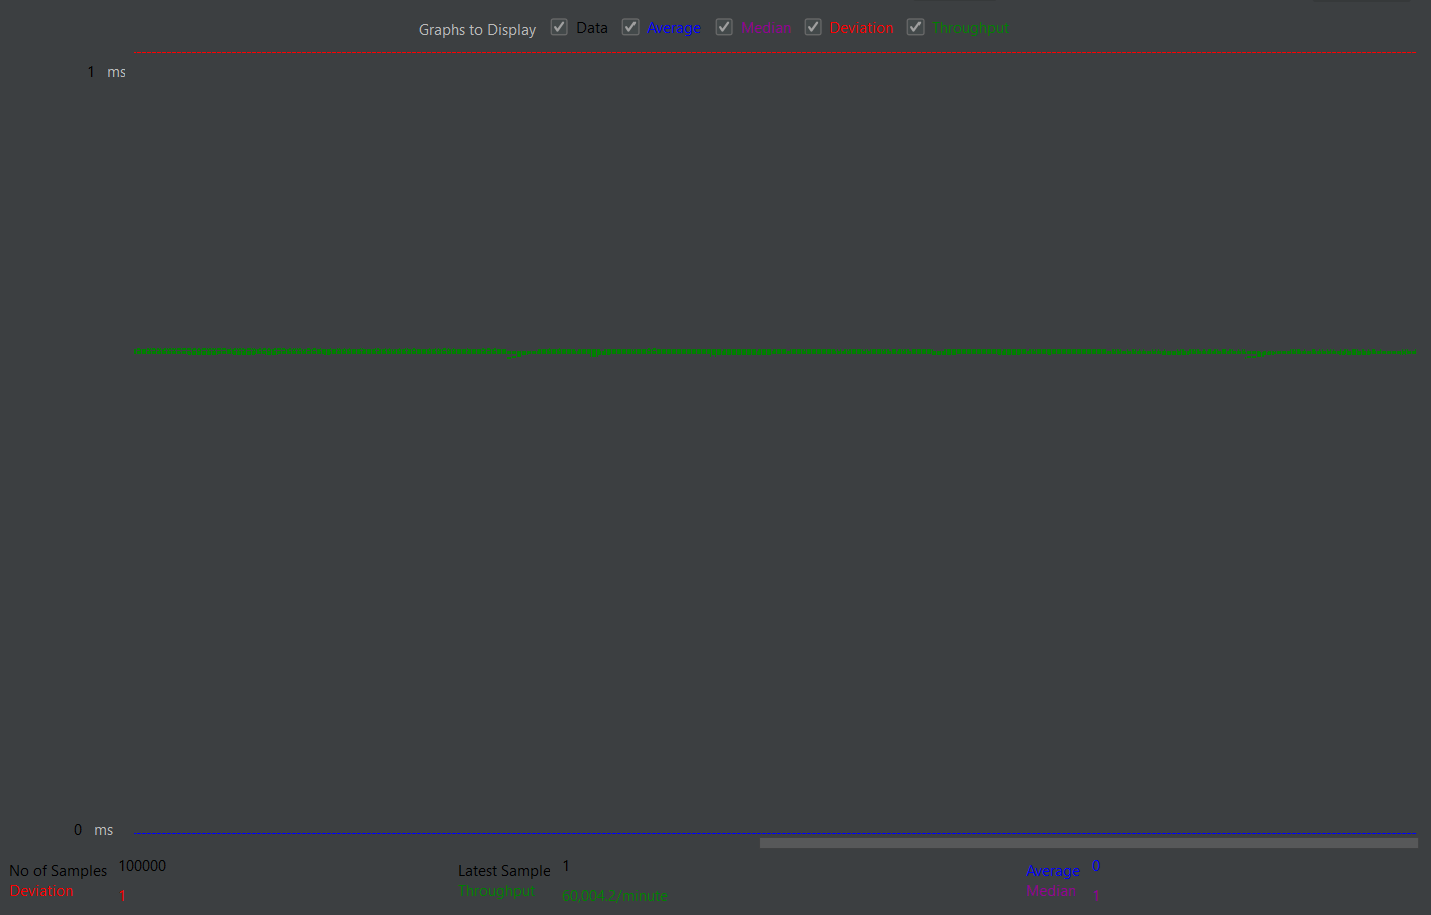 Graphs to Display Data Average Median Deviation Throughput
1 ms
0 ms
No of Samples 100000 Latest Sample 1 Average 0
Deviation 1 Throughput 60,004.2/minute Median